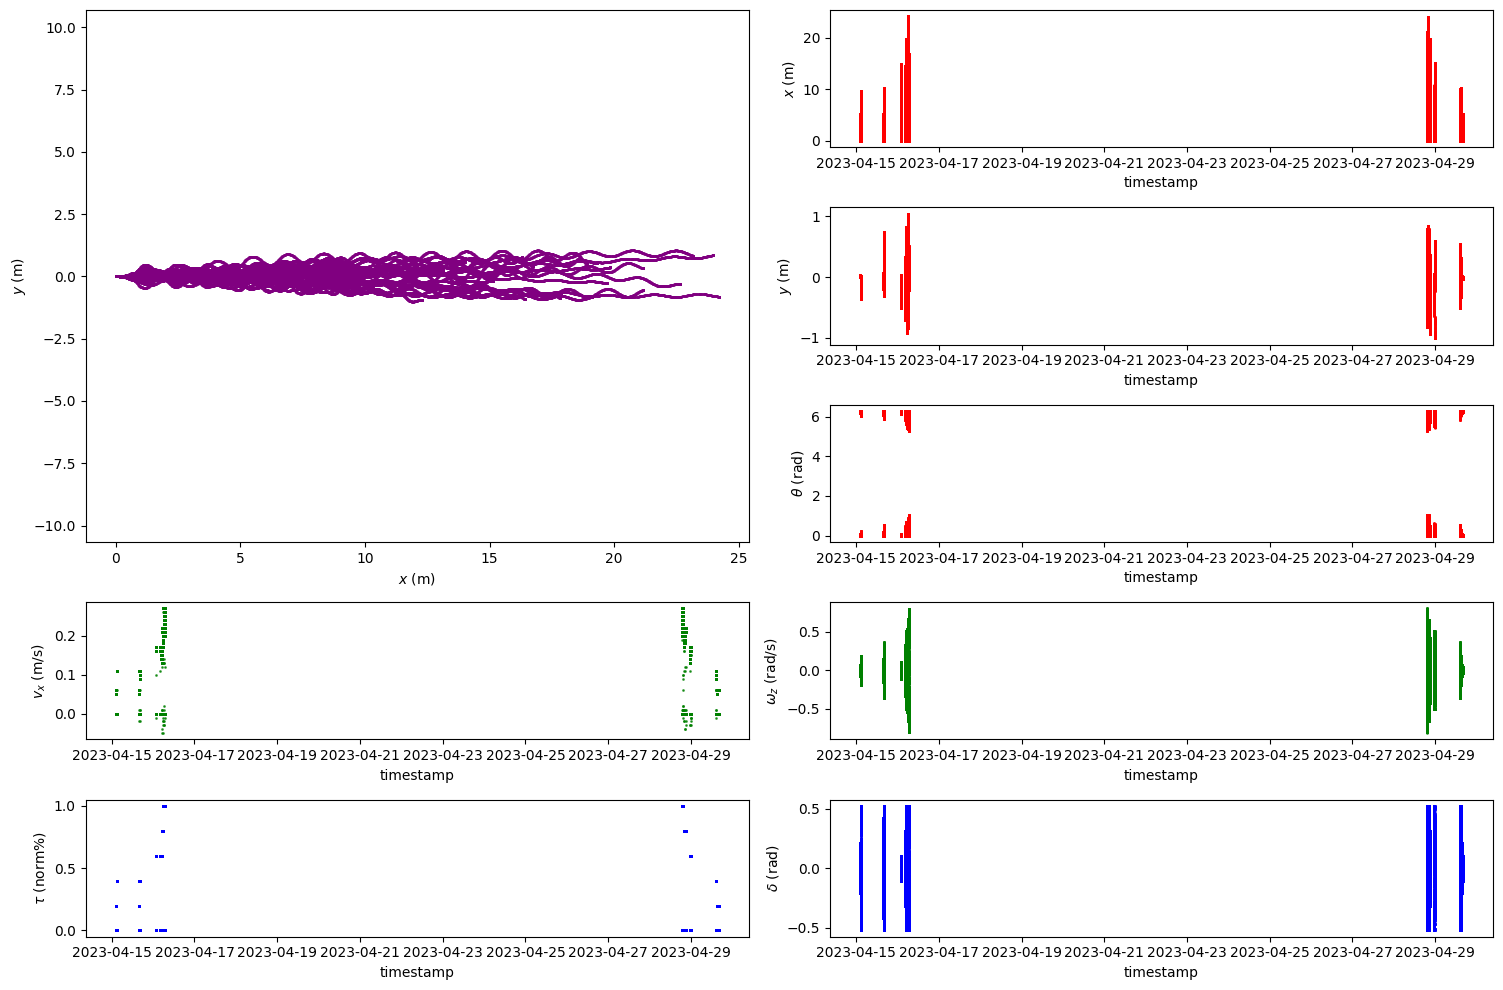 10.0
7.5
5.0
2.5
0.0
−2.5
−5.0
−7.5
−10.0
y (m)
0 5 10 15 20 25
x (m)
20
10
0
x (m)
2023-04-15 2023-04-17 2023-04-19 2023-04-21 2023-04-23 2023-04-25 2023-04-27 2023-04-29
timestamp
1
0
−1
y (m)
2023-04-15 2023-04-17 2023-04-19 2023-04-21 2023-04-23 2023-04-25 2023-04-27 2023-04-29
timestamp
6
4
2
0
θ (rad)
2023-04-15 2023-04-17 2023-04-19 2023-04-21 2023-04-23 2023-04-25 2023-04-27 2023-04-29
timestamp
0.2
0.1
0.0
vx (m/s)
2023-04-15 2023-04-17 2023-04-19 2023-04-21 2023-04-23 2023-04-25 2023-04-27 2023-04-29
timestamp
0.5
0.0
−0.5
ωz (rad/s)
2023-04-15 2023-04-17 2023-04-19 2023-04-21 2023-04-23 2023-04-25 2023-04-27 2023-04-29
timestamp
1.0
0.5
0.0
τ (norm%)
2023-04-15 2023-04-17 2023-04-19 2023-04-21 2023-04-23 2023-04-25 2023-04-27 2023-04-29
timestamp
0.5
0.0
−0.5
δ (rad)
2023-04-15 2023-04-17 2023-04-19 2023-04-21 2023-04-23 2023-04-25 2023-04-27 2023-04-29
timestamp